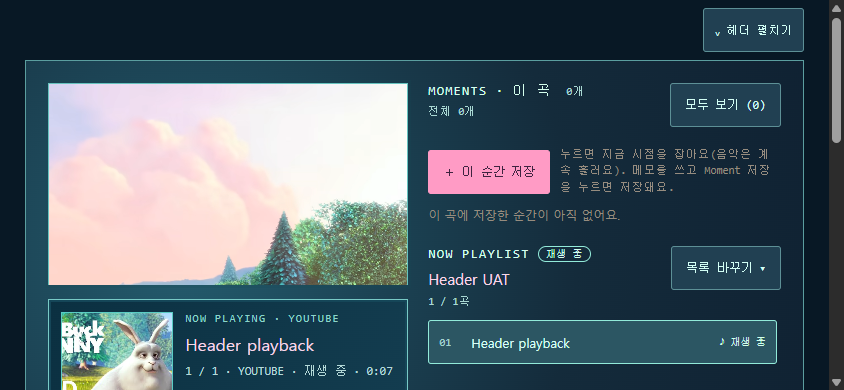 ⌄ 헤더 펼치기
MOMENTS · 이 곡 0개
전체 0개
모두 보기 (0)
+ 이 순간 저장
누르면 지금 시점을 잡아요(음악은 계
속 흘러요). 메모를 쓰고 Moment 저장
을 누르면 저장돼요.
이 곡에 저장한 순간이 아직 없어요.
NOW PLAYLIST 재생 중
목록 바꾸기 ▾
Header UAT
1 / 1곡
01 Header playback ♪ 재생 중
NOW PLAYING · YOUTUBE
Header playback
1 / 1 · YOUTUBE · 재생 중 · 0:07